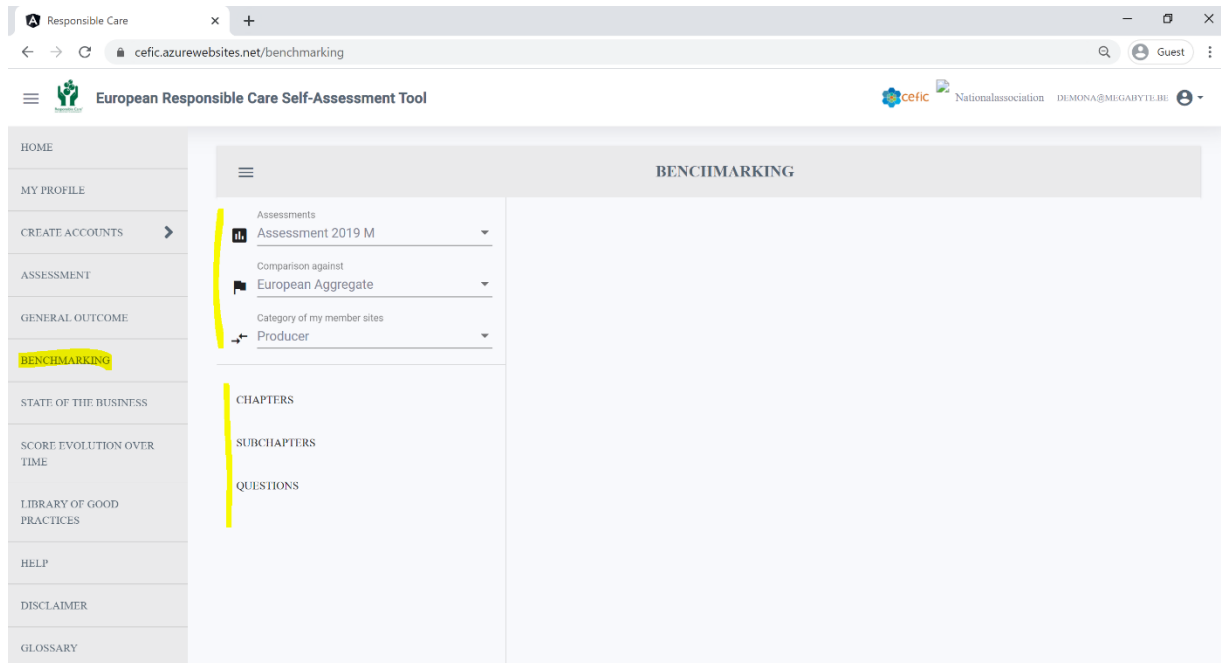 Responsible Care
cefic.azurewebsites.net/benchmarking
Guest
European Responsible Care Self-Assessment Tool
cefic
Nationalassociation
DEMONA@MEGABYTE.BE
HOME
MY PROFILE
CREATE ACCOUNTS
ASSESSMENT
GENERAL OUTCOME
BENCHMARKING
STATE OF THE BUSINESS
SCORE EVOLUTION OVER
TIME
LIBRARY OF GOOD
PRACTICES
HELP
DISCLAIMER
GLOSSARY
BENCHMARKING
Assessments
Assessment 2019 M
Comparison against
European Aggregate
Category of my member sites
Producer
CHAPTERS
SUBCHAPTERS
QUESTIONS